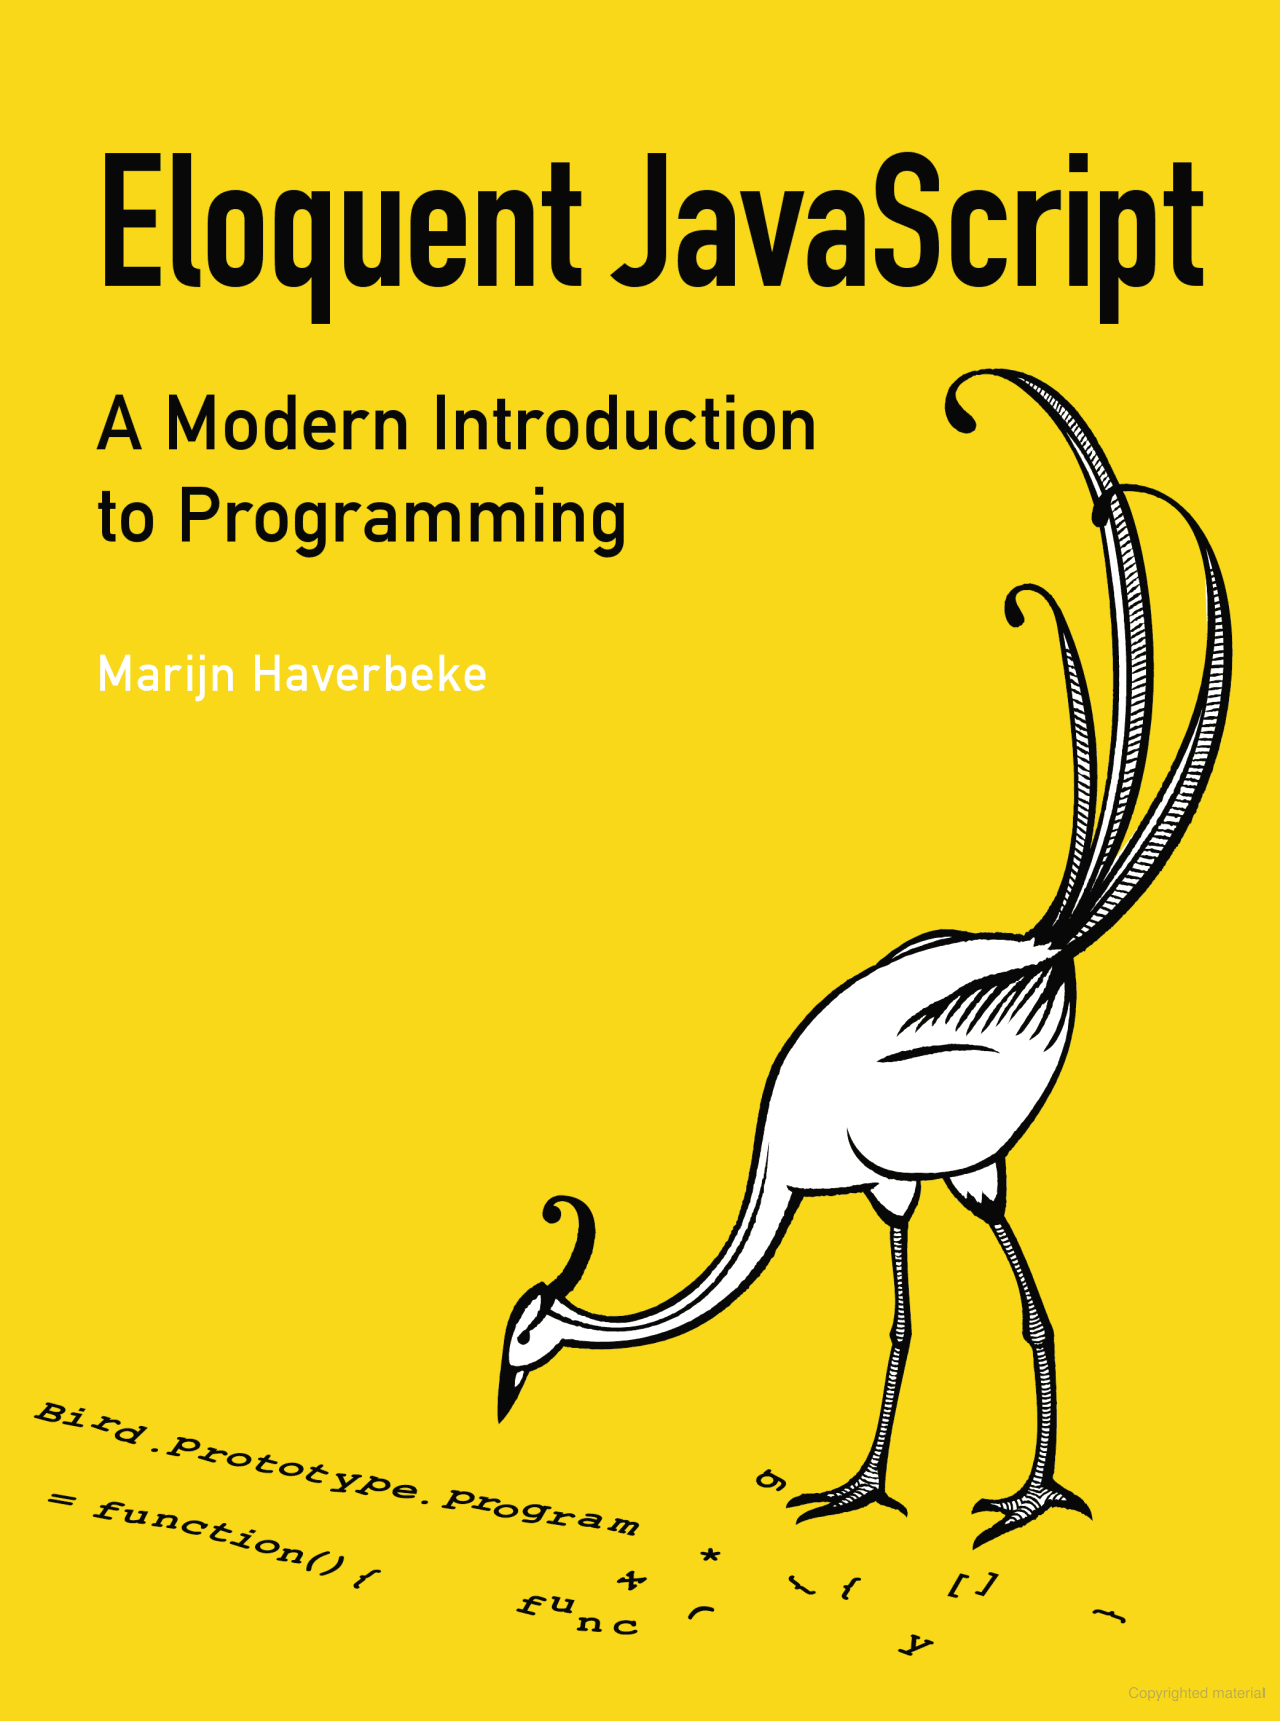 Eloquent JavaScript
A Modern Introduction
to Programming
Marijn Haverbeke
Bird.prototype.program
= function(){
g
*
x
func
(
{ {
[]
y
{
Copyrighted material